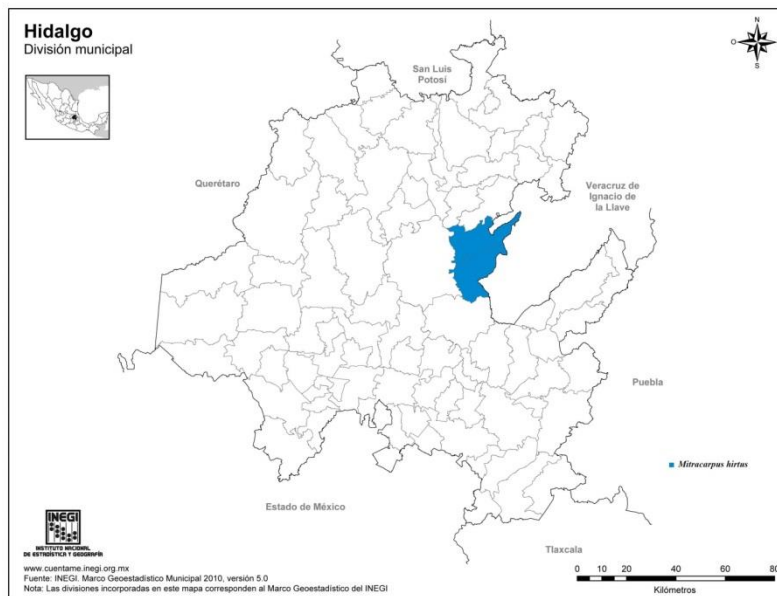 Hidalgo
División municipal
N
O
E
S
San Luis
Potosí
Querétaro
Veracruz de
Ignacio de
la Llave
Puebla
Mitracarpus hirtus
Estado de México
Tlaxcala
INEGI
INSTITUTO NACIONAL
DE ESTADÍSTICA Y GEOGRAFÍA
www.cuentame.inegi.org.mx
Fuente: INEGI. Marco Geoestadístico Municipal 2010, versión 5.0
Nota: Las divisiones incorporadas en este mapa corresponden al Marco Geoestadístico del INEGI
0 10 20 40 60 80
Kilómetros